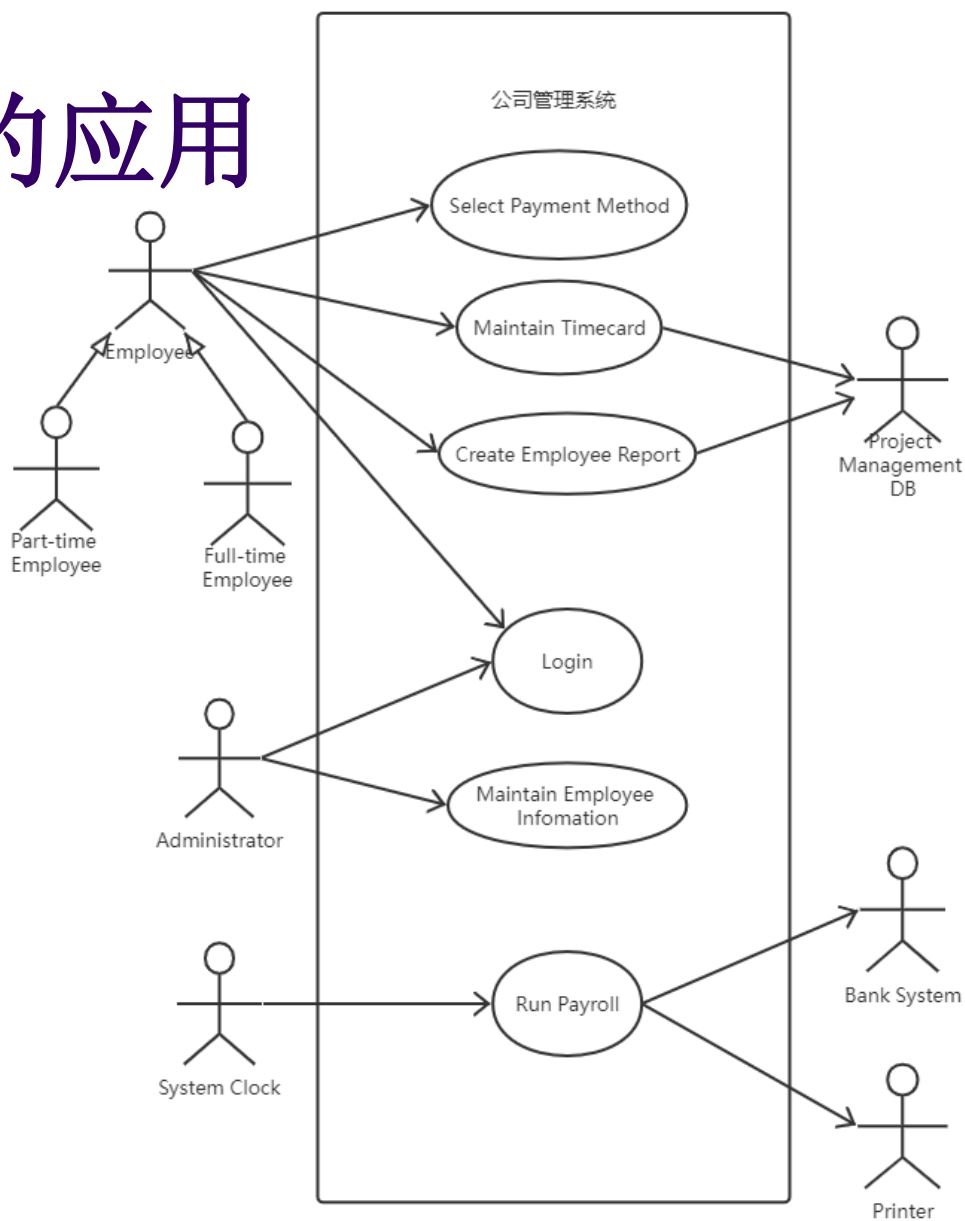 的应用
公司管理系统
Select Payment Method
Maintain Timecard
Employee
Create Employee Report
Project
Management
DB
Part-time
Employee
Full-time
Employee
Login
Maintain Employee
Infomation
Administrator
Bank System
Run Payroll
System Clock
Printer